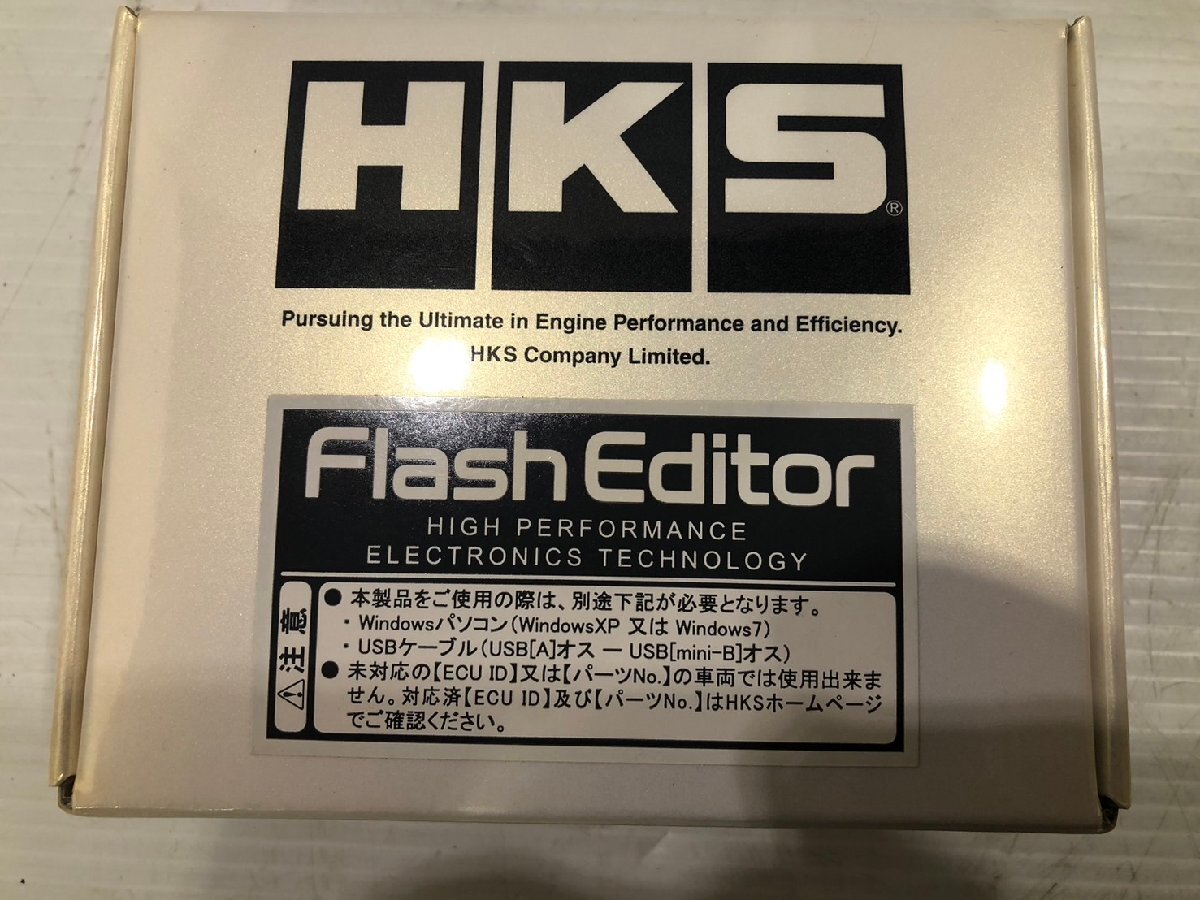 HKS®
Pursuing the Ultimate in Engine Performance and Efficiency.
HKS Company Limited.
Flash Editor
HIGH PERFORMANCE
ELECTRONICS TECHNOLOGY
⚠注意
● 本製品をご使用の際は、別途下記が必要となります。
・Windowsパソコン(WindowsXP 又は Windows7)
・USBケーブル(USB[A]オス ー USB[mini-B]オス)
● 未対応の【ECU ID】又は【パーツNo.】の車両では使用出来ま
せん。対応済【ECU ID】及び【パーツNo.】はHKSホームページ
でご確認ください。